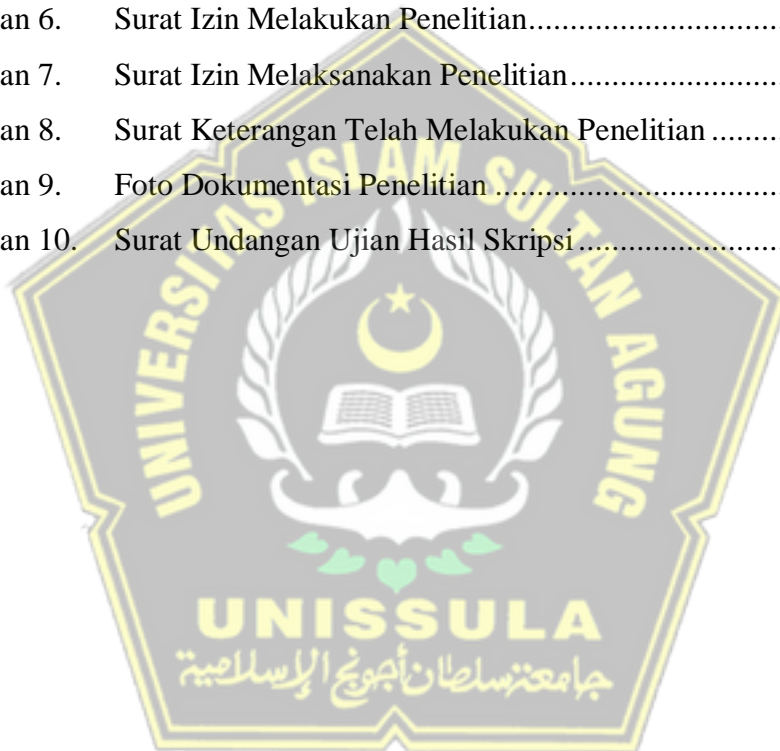 an 6. Surat Izin Melakukan Penelitian..............................
an 7. Surat Izin Melaksanakan Penelitian.........................
an 8. Surat Keterangan Telah Melakukan Penelitian ..........
an 9. Foto Dokumentasi Penelitian ..................................
an 10. Surat Undangan Ujian Hasil Skripsi........................
UNIVERSITAS ISLAM SULTAN AGUNG
UNISSULA
جامعة سلطان أجونج الإسلامية